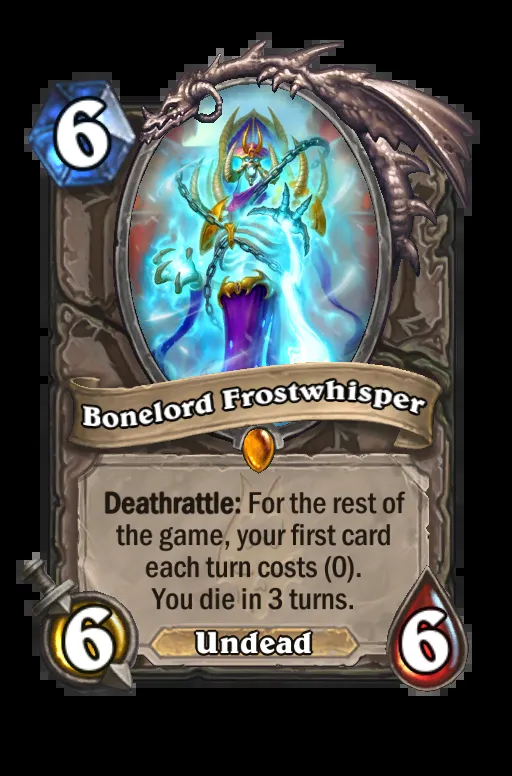 6
Bonelord Frostwhisper
Deathrattle: For the rest of
the game, your first card
each turn costs (0).
You die in 3 turns.
6
Undead
6